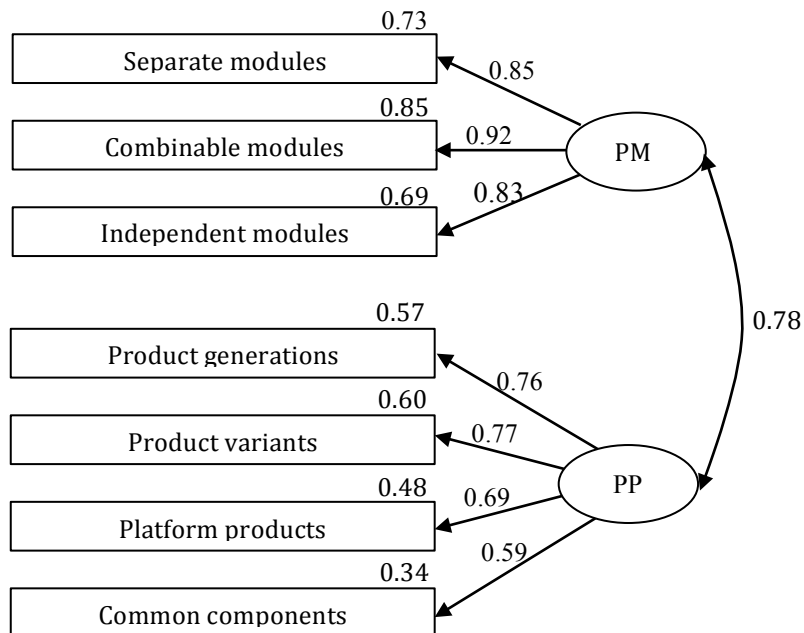 0.73
Separate modules
0.85
0.85
Combinable modules
0.92
PM
0.69
Independent modules
0.83
0.78
0.57
Product generations
0.76
0.60
Product variants
0.77
PP
0.48
Platform products
0.69
0.34
Common components
0.59